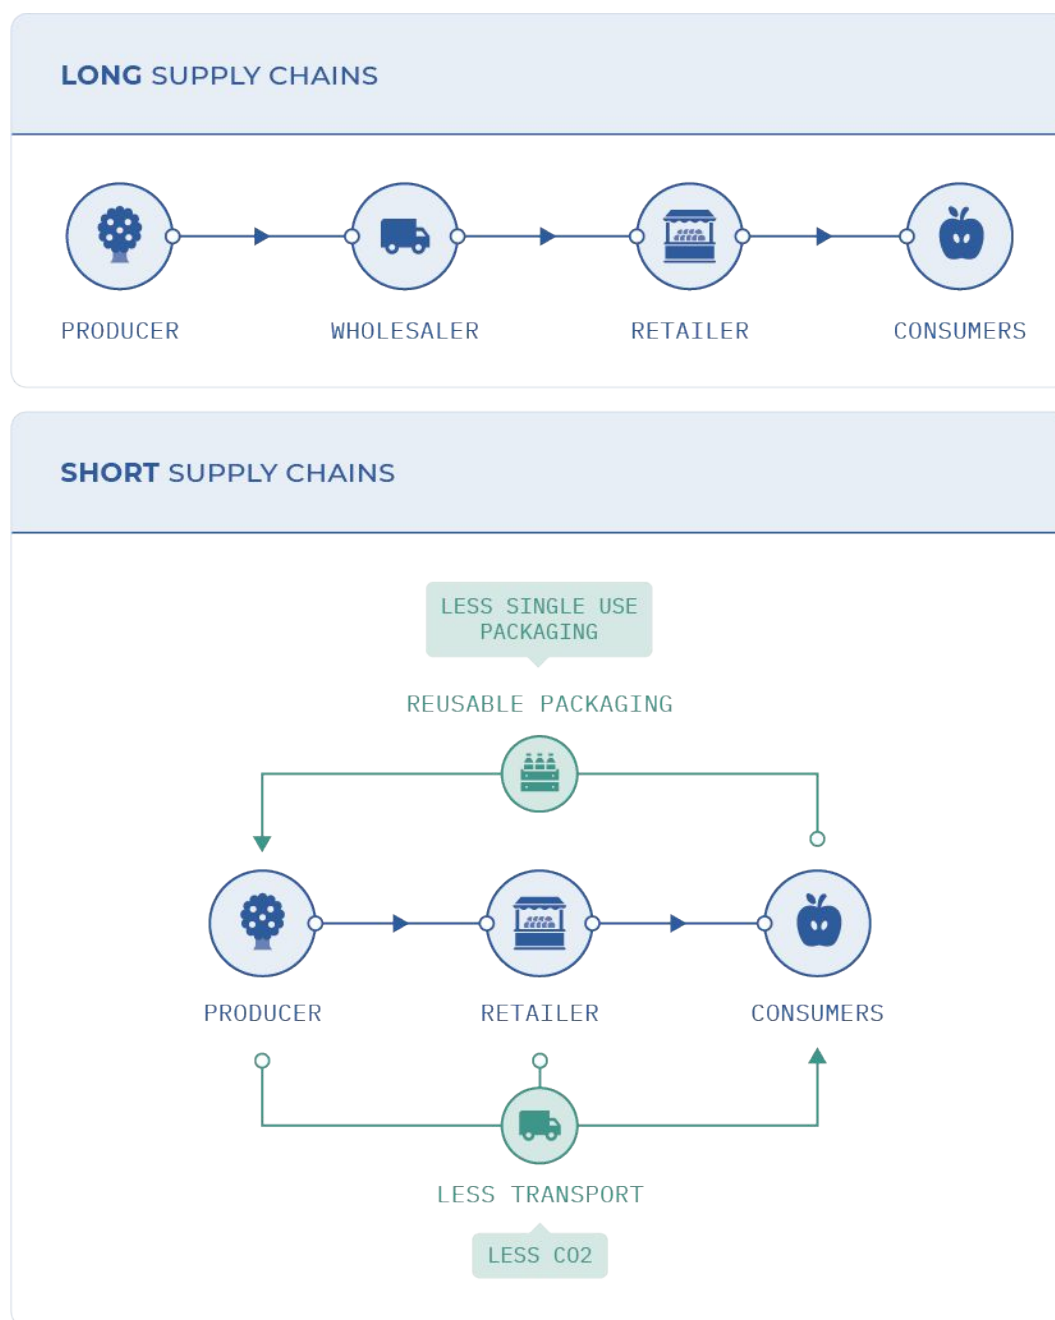 LONG SUPPLY CHAINS
PRODUCER
WHOLESALER
RETAILER
CONSUMERS
SHORT SUPPLY CHAINS
LESS SINGLE USE
PACKAGING
REUSABLE PACKAGING
PRODUCER
RETAILER
CONSUMERS
LESS TRANSPORT
LESS CO2